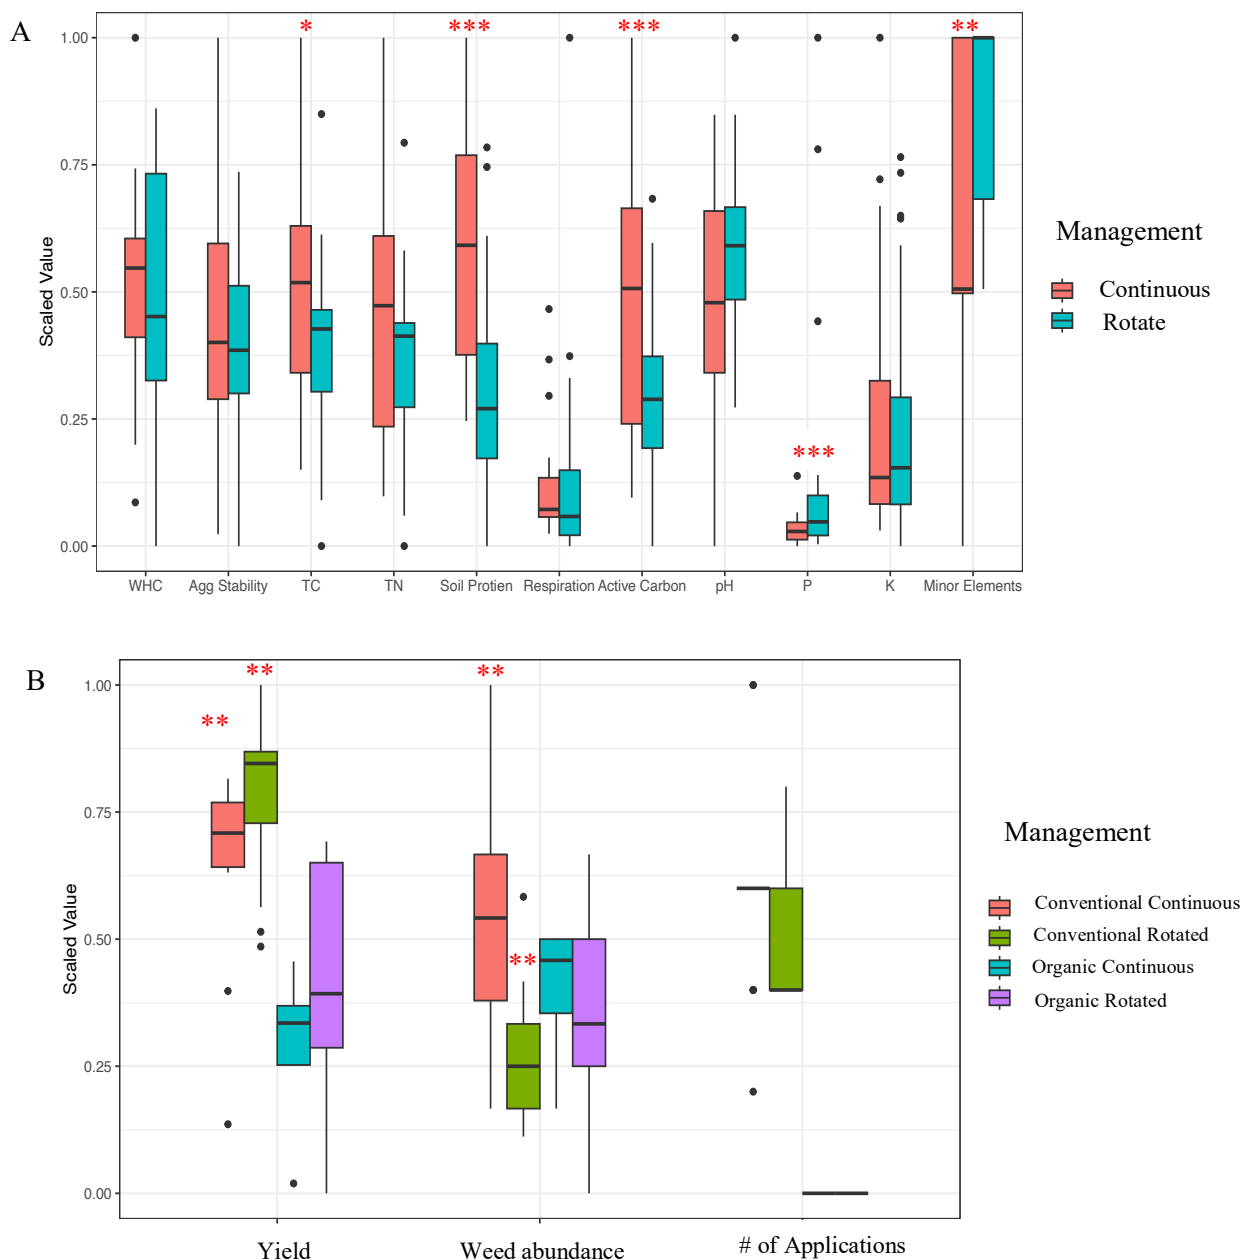 A
* *** *** **
1.00
0.75
0.50
0.25
0.00
Scaled Value
***
WHC Agg Stability TC TN Soil Protien Respiration Active Carbon pH P K Minor Elements
Management
Continuous
Rotate
B
** **
**
1.00
0.75
0.50
0.25
0.00
Scaled Value
**
Yield Weed abundance # of Applications
Management
Conventional Continuous
Conventional Rotated
Organic Continuous
Organic Rotated